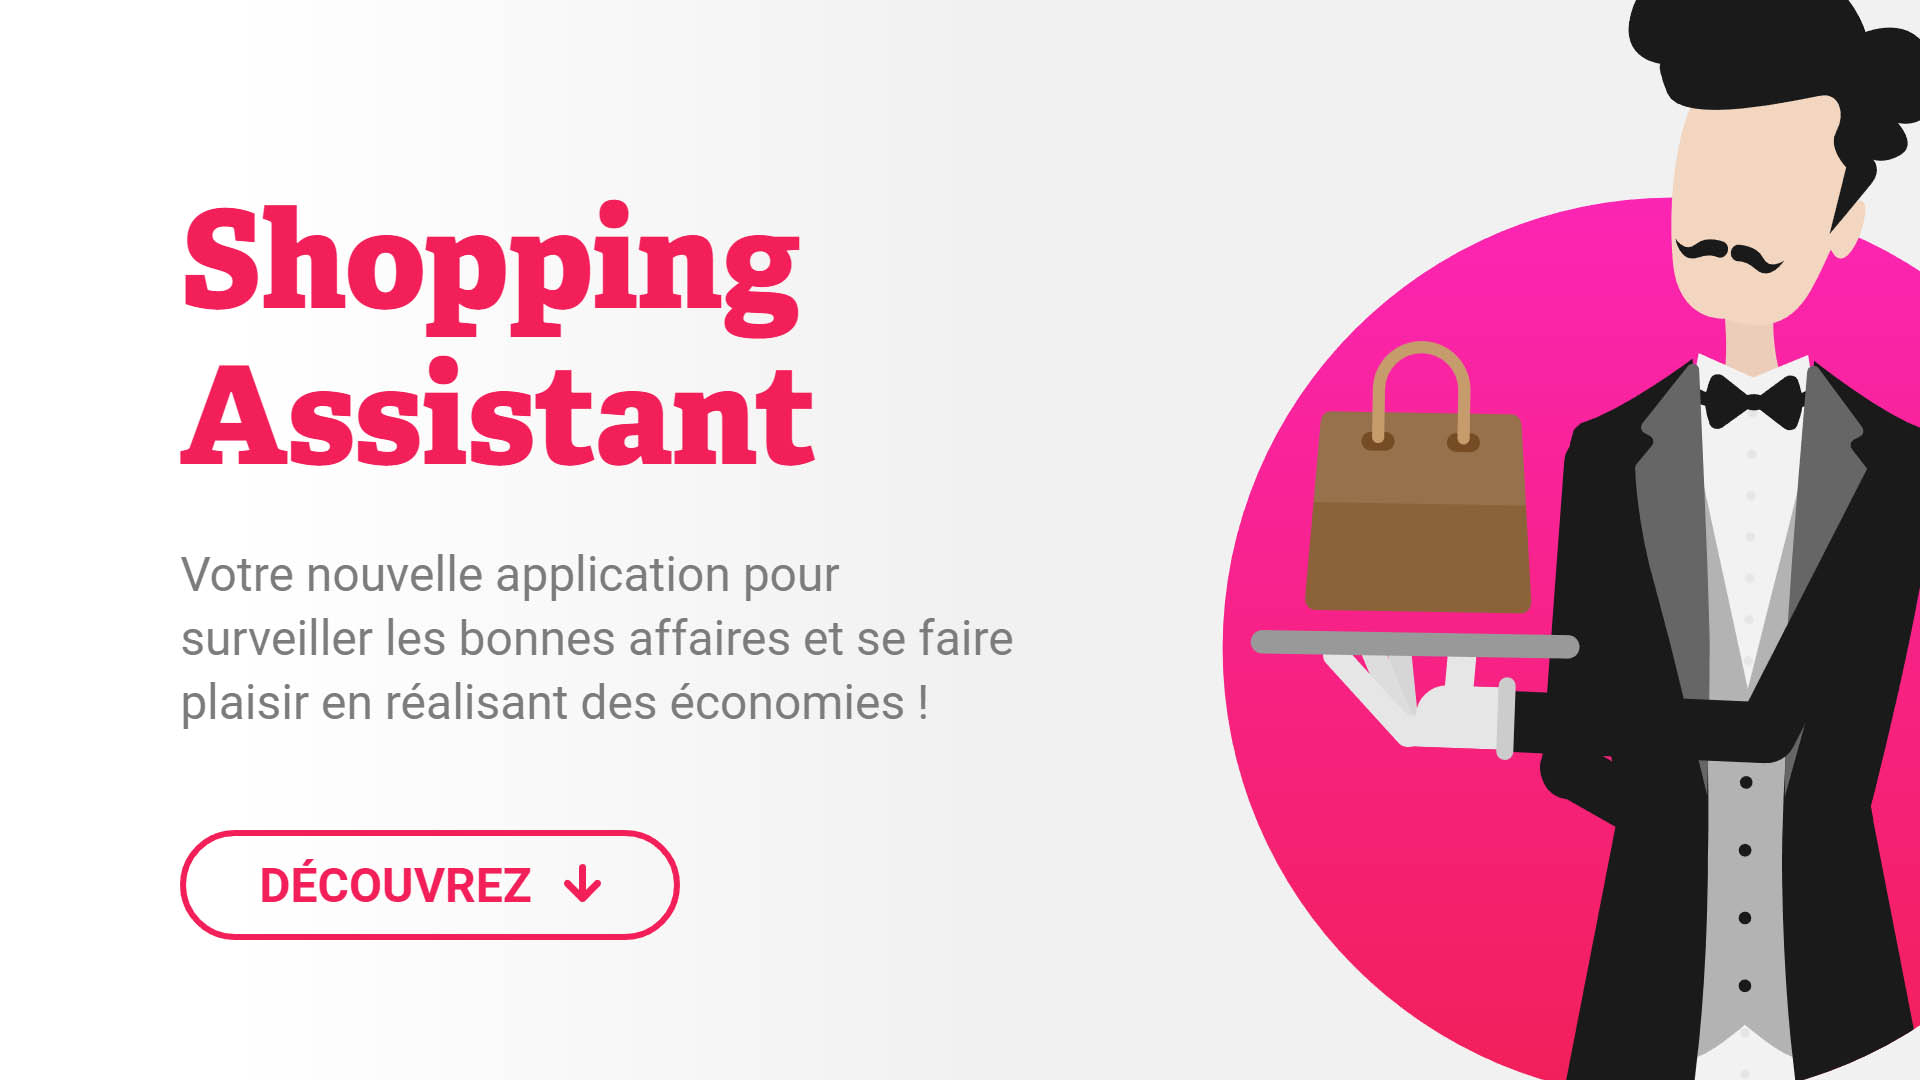 Shopping
Assistant
Votre nouvelle application pour
surveiller les bonnes affaires et se faire
plaisir en réalisant des économies !
DÉCOUVREZ